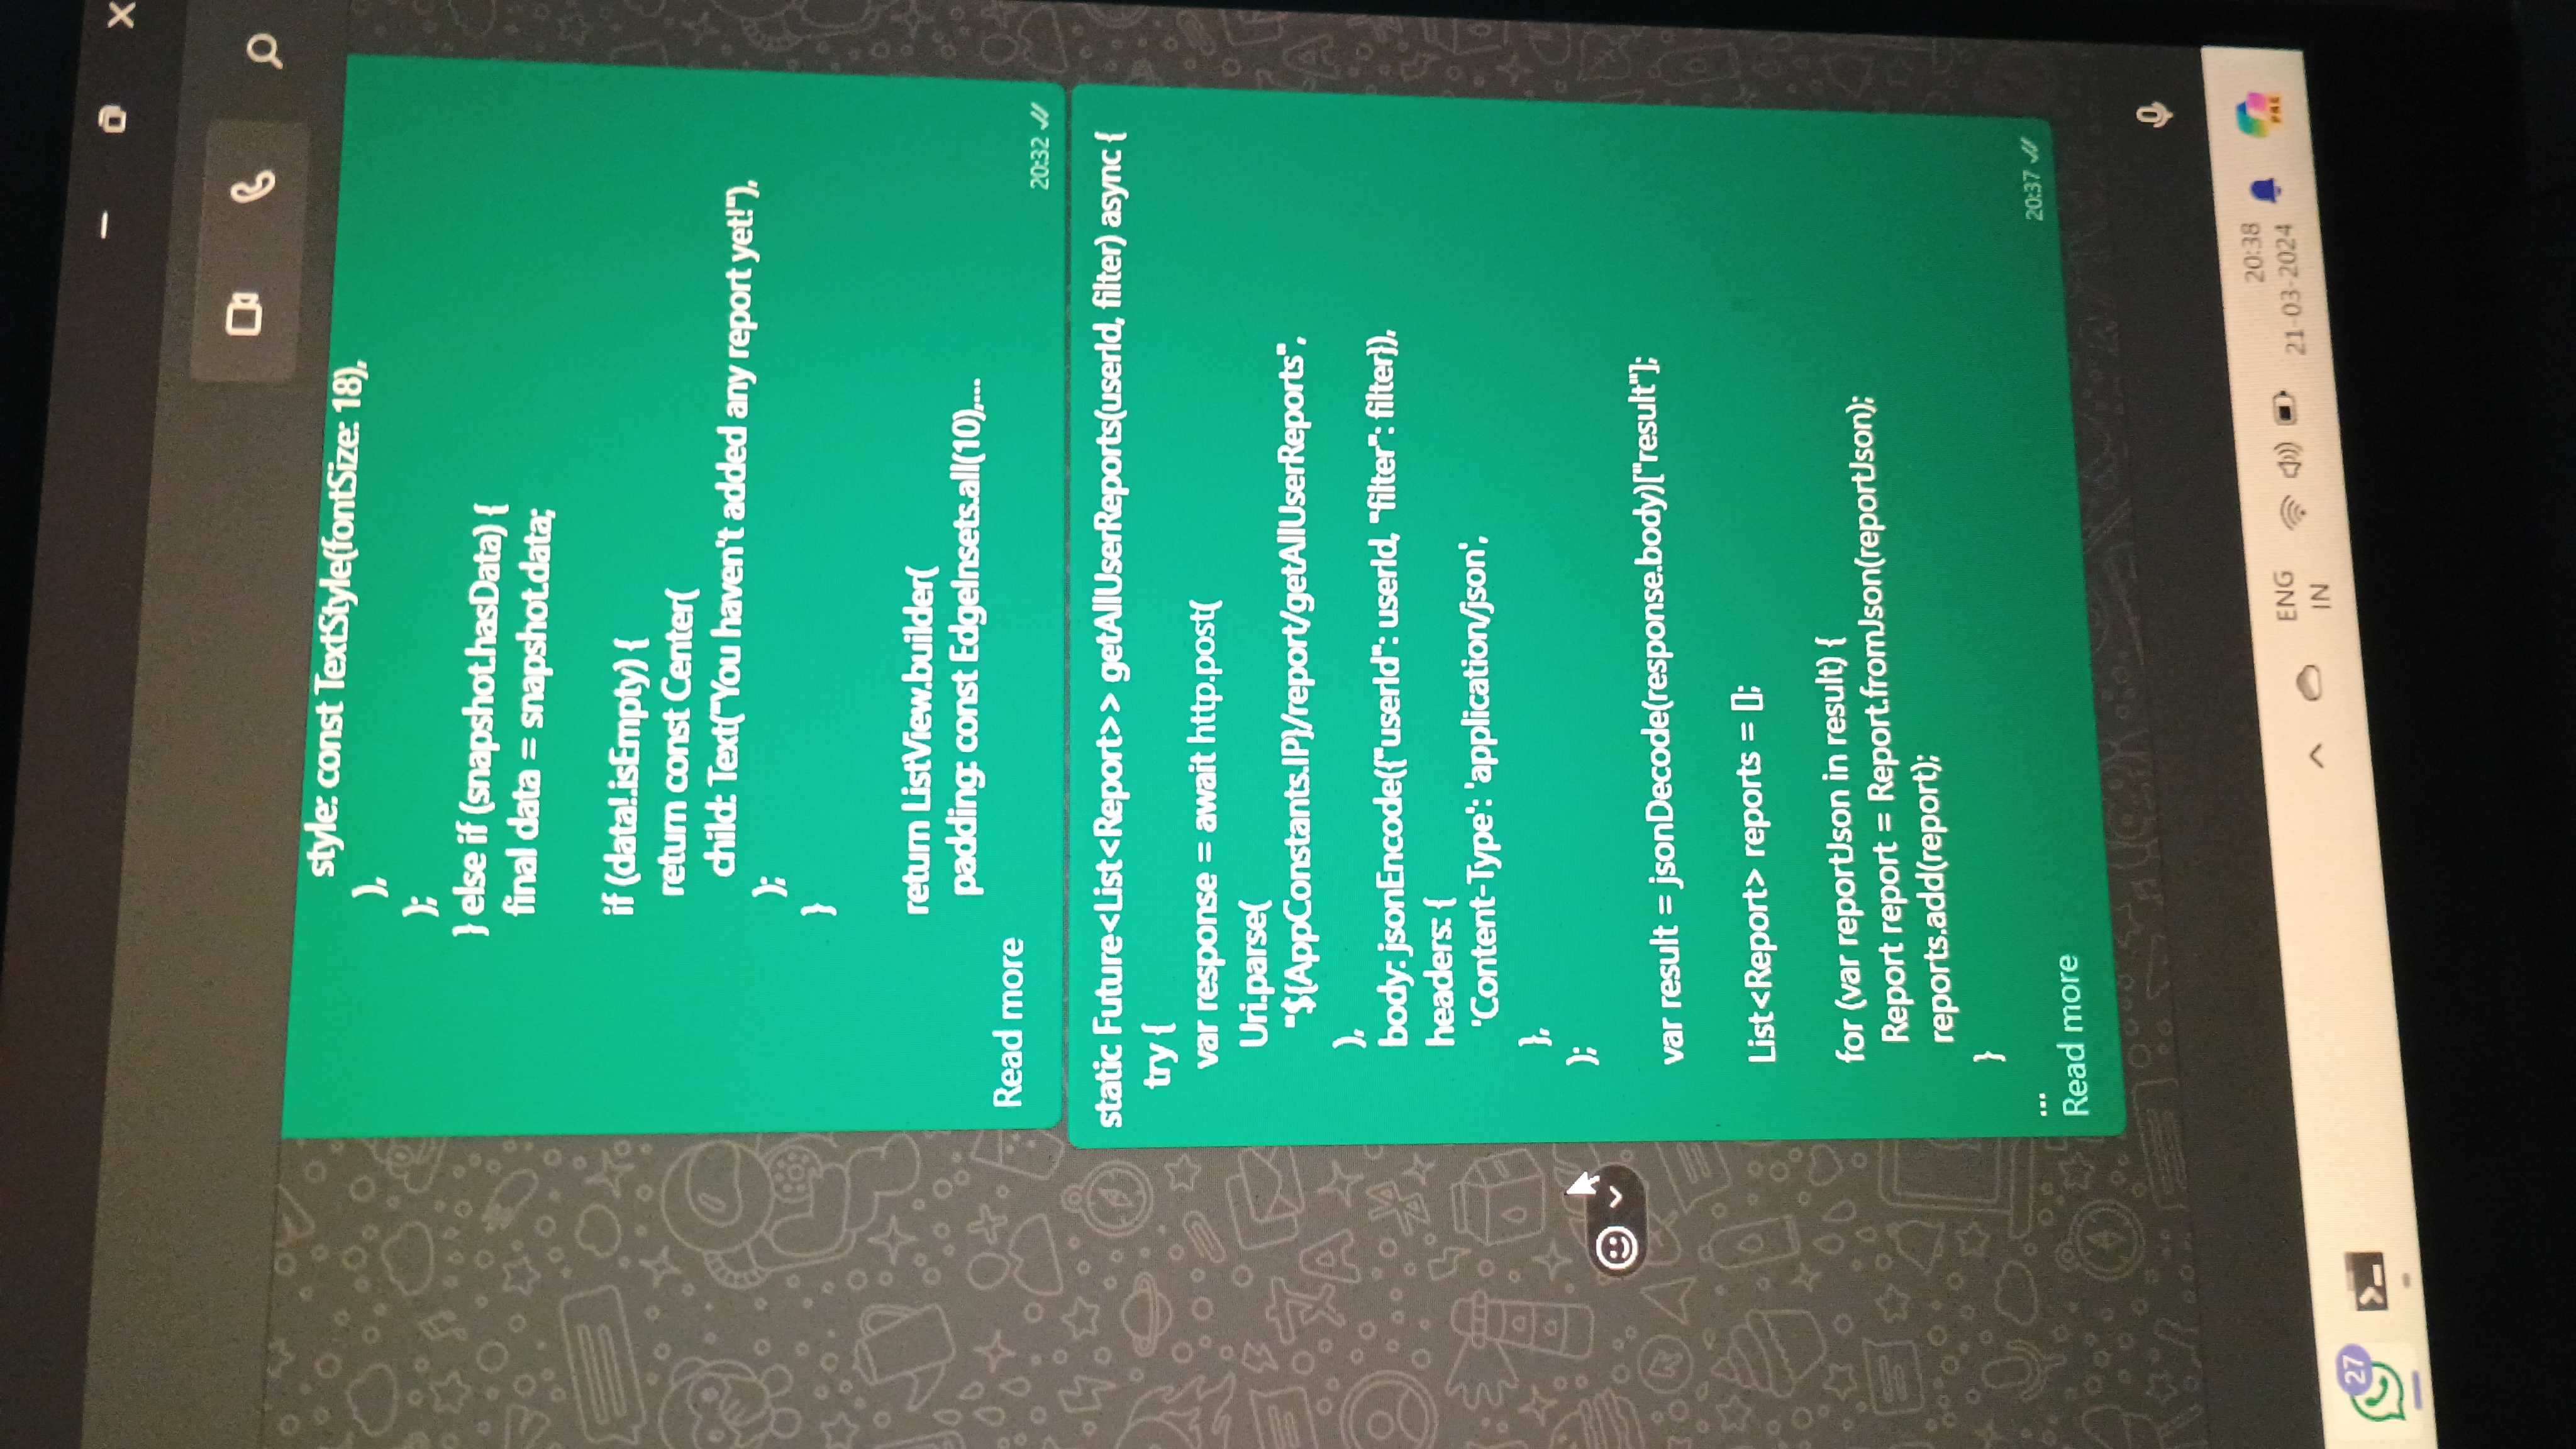 style: const TextStyle(fontSize: 18),
),
);
} else if (snapshot.hasData) {
final data = snapshot.data;
if (data!.isEmpty) {
return const Center(
child: Text("You haven't added any report yet!"),
);
}
return ListView.builder(
padding: const EdgeInsets.all(10),...
Read more
20:32
static Future<List<Report>> getAllUserReports(userId, filter) async {
try {
var response = await http.post(
Uri.parse(
"${AppConstants.IP}/report/getAllUserReports",
),
body: jsonEncode({"userId": userId, "filter": filter}),
headers: {
'Content-Type': 'application/json',
},
);
var result = jsonDecode(response.body)["result"];
List<Report> reports = [];
for (var reportJson in result) {
Report report = Report.fromJson(reportJson);
reports.add(report);
}
...
Read more
20:37
ENG
IN
20:38
21-03-2024
PRE
27